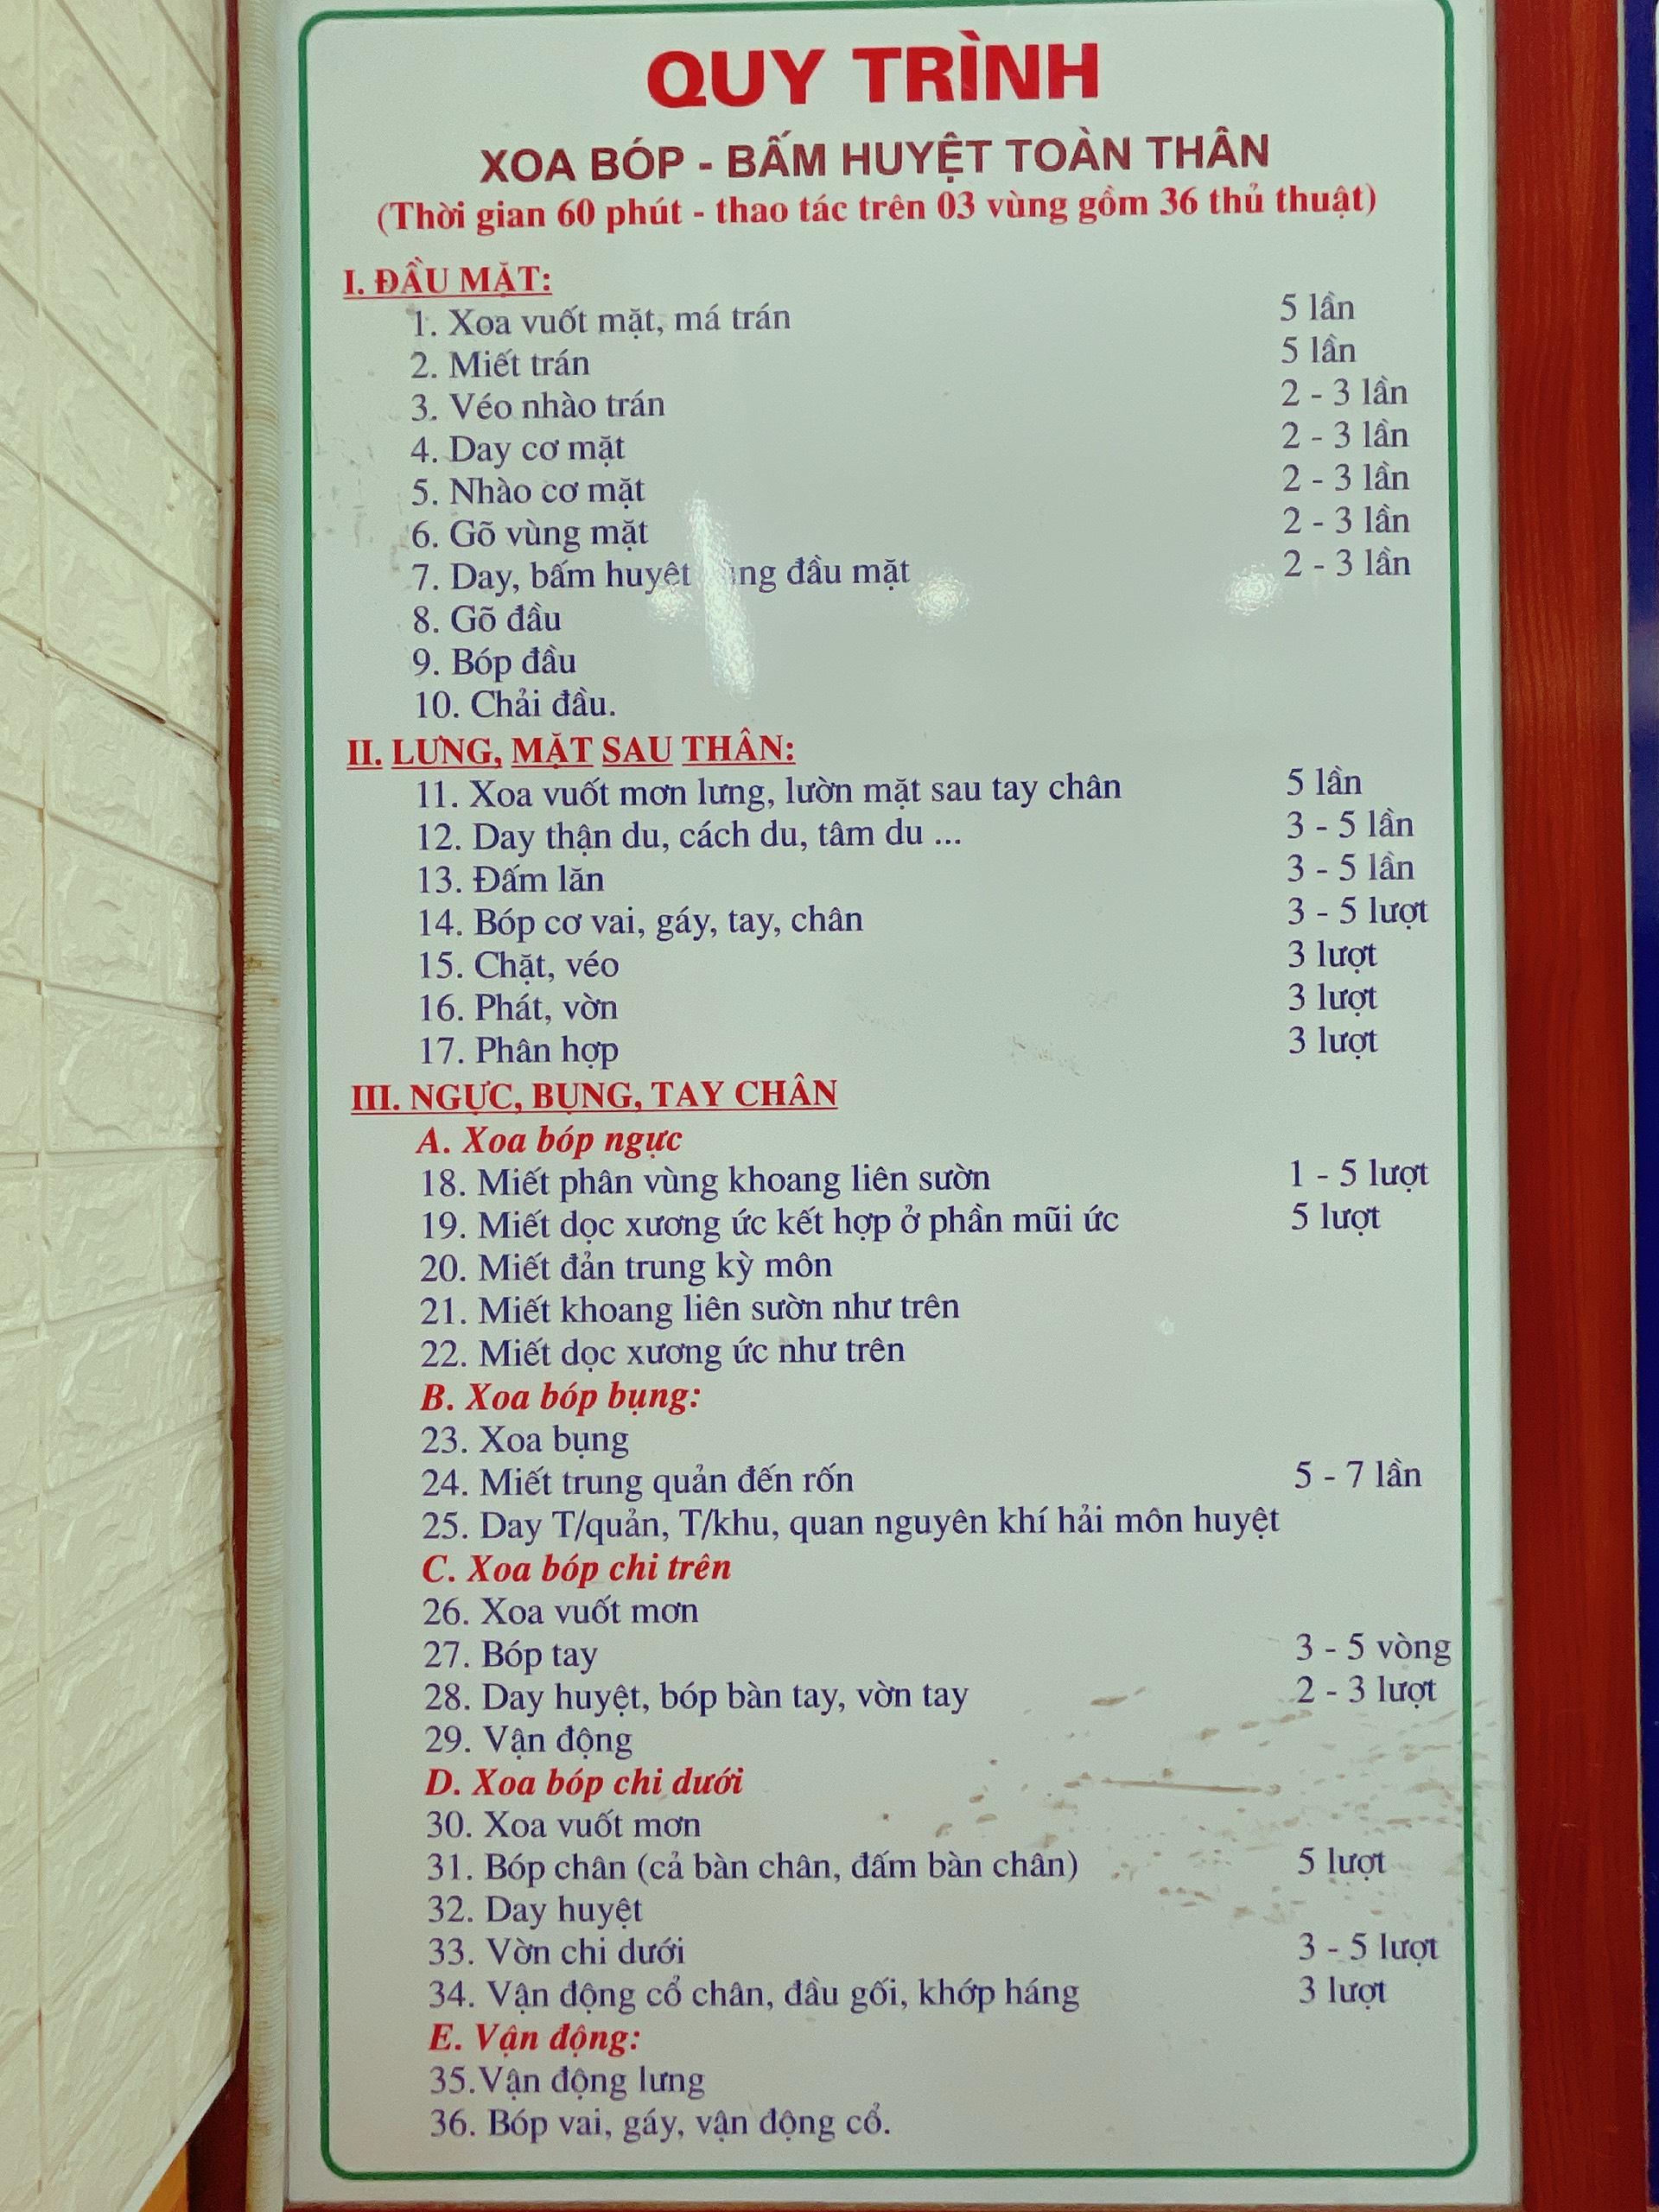 QUY TRÌNH
XOA BÓP - BẤM HUYỆT TOÀN THÂN
(Thời gian 60 phút - thao tác trên 03 vùng gồm 36 thủ thuật)
I. ĐẦU MẶT:
1. Xoa vuốt mặt, má trán 5 lần
2. Miết trán 5 lần
3. Véo nhào trán 2 - 3 lần
4. Day cơ mặt 2 - 3 lần
5. Nhào cơ mặt 2 - 3 lần
6. Gõ vùng mặt 2 - 3 lần
7. Day, bấm huyệt đầu mặt 2 - 3 lần
8. Gõ đầu
9. Bóp đầu
10. Chải đầu.
II. LƯNG, MẶT SAU THÂN:
11. Xoa vuốt mơn lưng, lườn mặt sau tay chân 5 lần
12. Day thận du, cách du, tâm du ... 3 - 5 lần
13. Đấm lăn 3 - 5 lần
14. Bóp cơ vai, gáy, tay, chân 3 - 5 lượt
15. Chặt, véo 3 lượt
16. Phát, vờn 3 lượt
17. Phân hợp 3 lượt
III. NGỰC, BỤNG, TAY CHÂN
A. Xoa bóp ngực
18. Miết phân vùng khoang liên sườn 1 - 5 lượt
19. Miết dọc xương ức kết hợp ở phần mũi ức 5 lượt
20. Miết đản trung kỳ môn
21. Miết khoang liên sườn như trên
22. Miết dọc xương ức như trên
B. Xoa bóp bụng:
23. Xoa bụng
24. Miết trung quản đến rốn 5 - 7 lần
25. Day T/quản, T/khu, quan nguyên khí hải môn huyệt
C. Xoa bóp chi trên
26. Xoa vuốt mơn
27. Bóp tay 3 - 5 vòng
28. Day huyệt, bóp bàn tay, vờn tay 2 - 3 lượt
29. Vận động
D. Xoa bóp chi dưới
30. Xoa vuốt mơn
31. Bóp chân (cả bàn chân, đấm bàn chân) 5 lượt
32. Day huyệt
33. Vờn chi dưới 3 - 5 lượt
34. Vận động cổ chân, đầu gối, khớp háng 3 lượt
E. Vận động:
35.Vận động lưng
36. Bóp vai, gáy, vận động cổ.